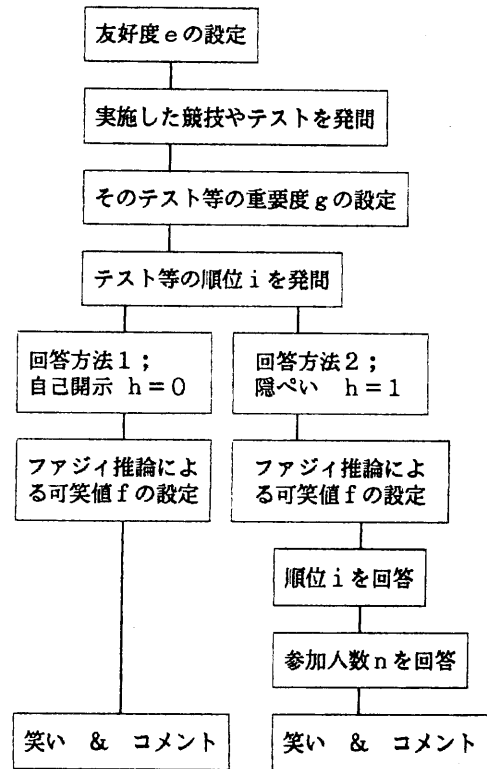 友好度ｅの設定
実施した競技やテストを発問
そのテスト等の重要度ｇの設定
テスト等の順位ｉを発問
回答方法１；
自己開示 ｈ＝０
回答方法２；
隠ぺい ｈ＝１
ファジィ推論によ
る可笑値ｆの設定
ファジィ推論によ
る可笑値ｆの設定
順位ｉを回答
参加人数ｎを回答
笑い ＆ コメント
笑い ＆ コメント